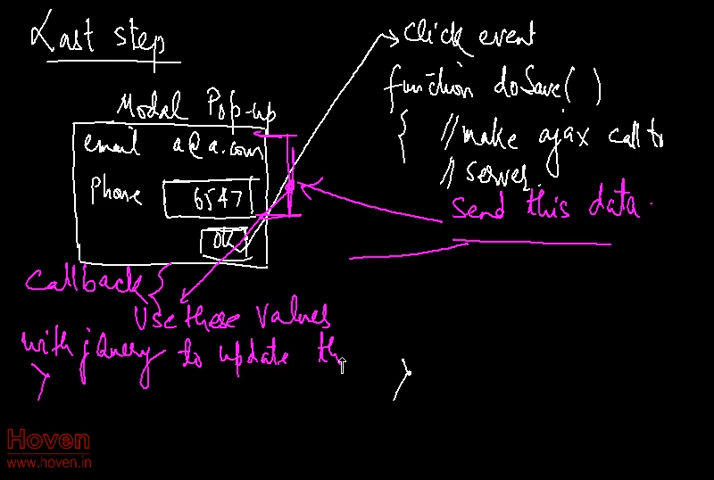 Last step
Modal Pop-up
email a@a.com
Phone 6547
OK
Click event
function doSave( )
{ //make ajax call to
// server.
Send this data.
Callback {
Use these values
with jQuery to update th
}
}
Hoven
www.hoven.in